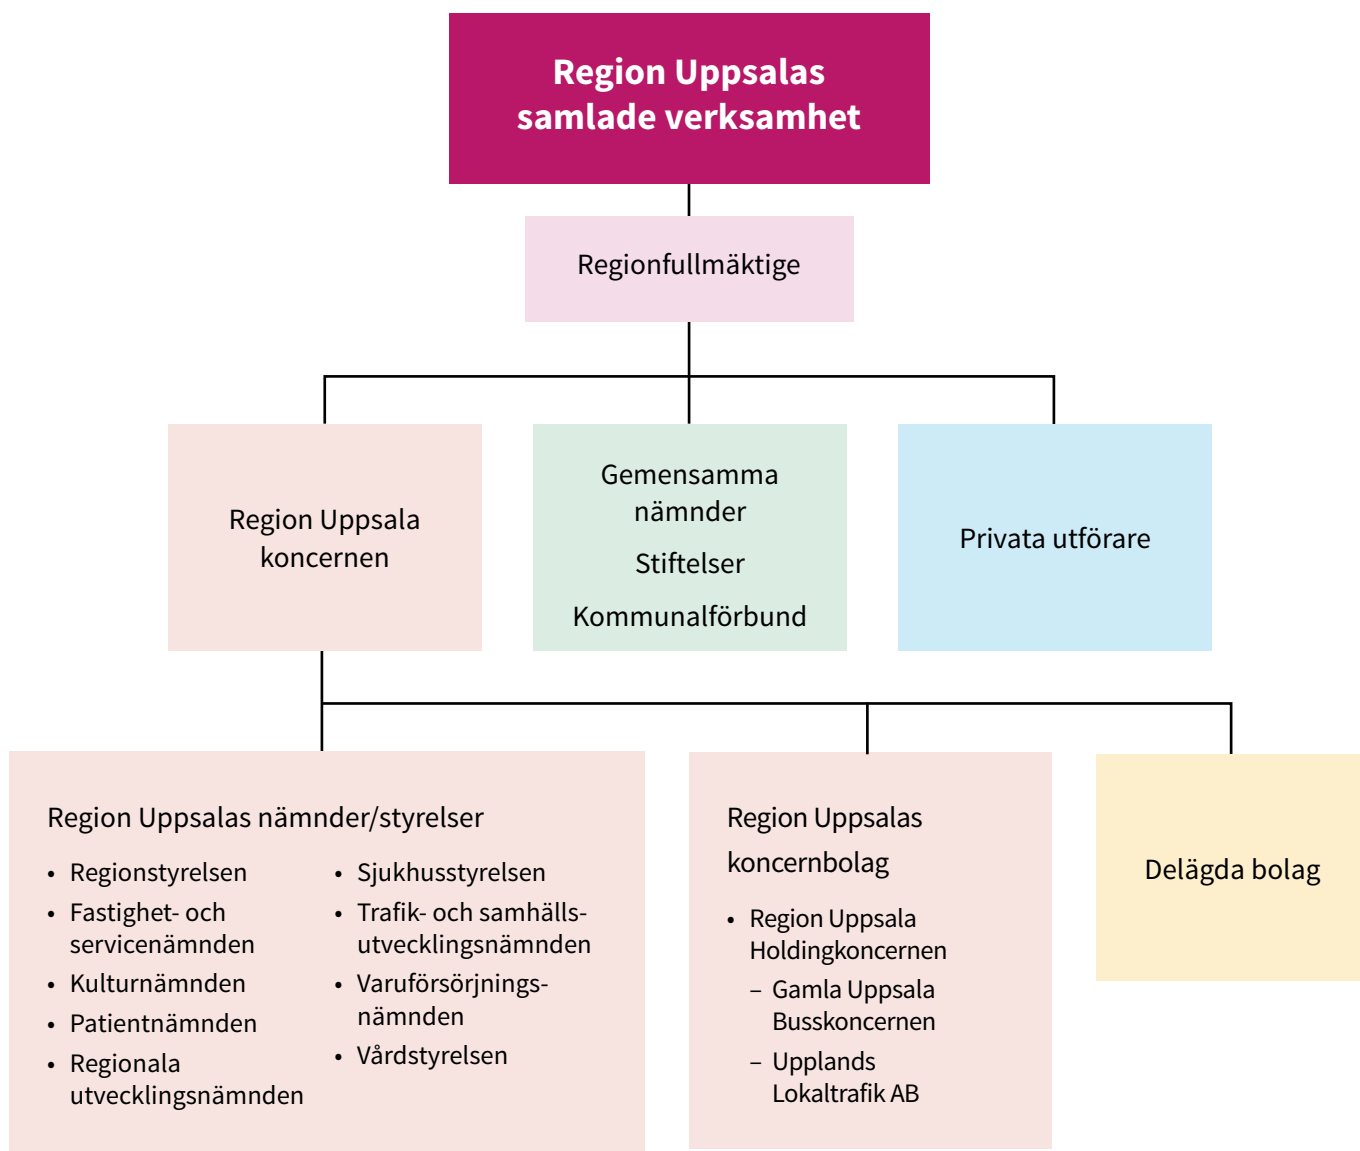 Region Uppsalas
samlade verksamhet
Regionfullmäktige
Region Uppsala
koncernen
Gemensamma
nämnder
Stiftelser
Kommunalförbund
Privata utförare
Region Uppsalas nämnder/styrelser
• Regionstyrelsen
• Fastighet- och
servicenämnden
• Kulturnämnden
• Patientnämnden
• Regionala
utvecklingsnämnden
• Sjukhusstyrelsen
• Trafik- och samhälls-
utvecklingsnämnden
• Varuförsörjnings-
nämnden
• Vårdstyrelsen
Region Uppsalas
koncernbolag
• Region Uppsala
Holdingkoncernen
– Gamla Uppsala
Busskoncernen
– Upplands
Lokaltrafik AB
Delägda bolag